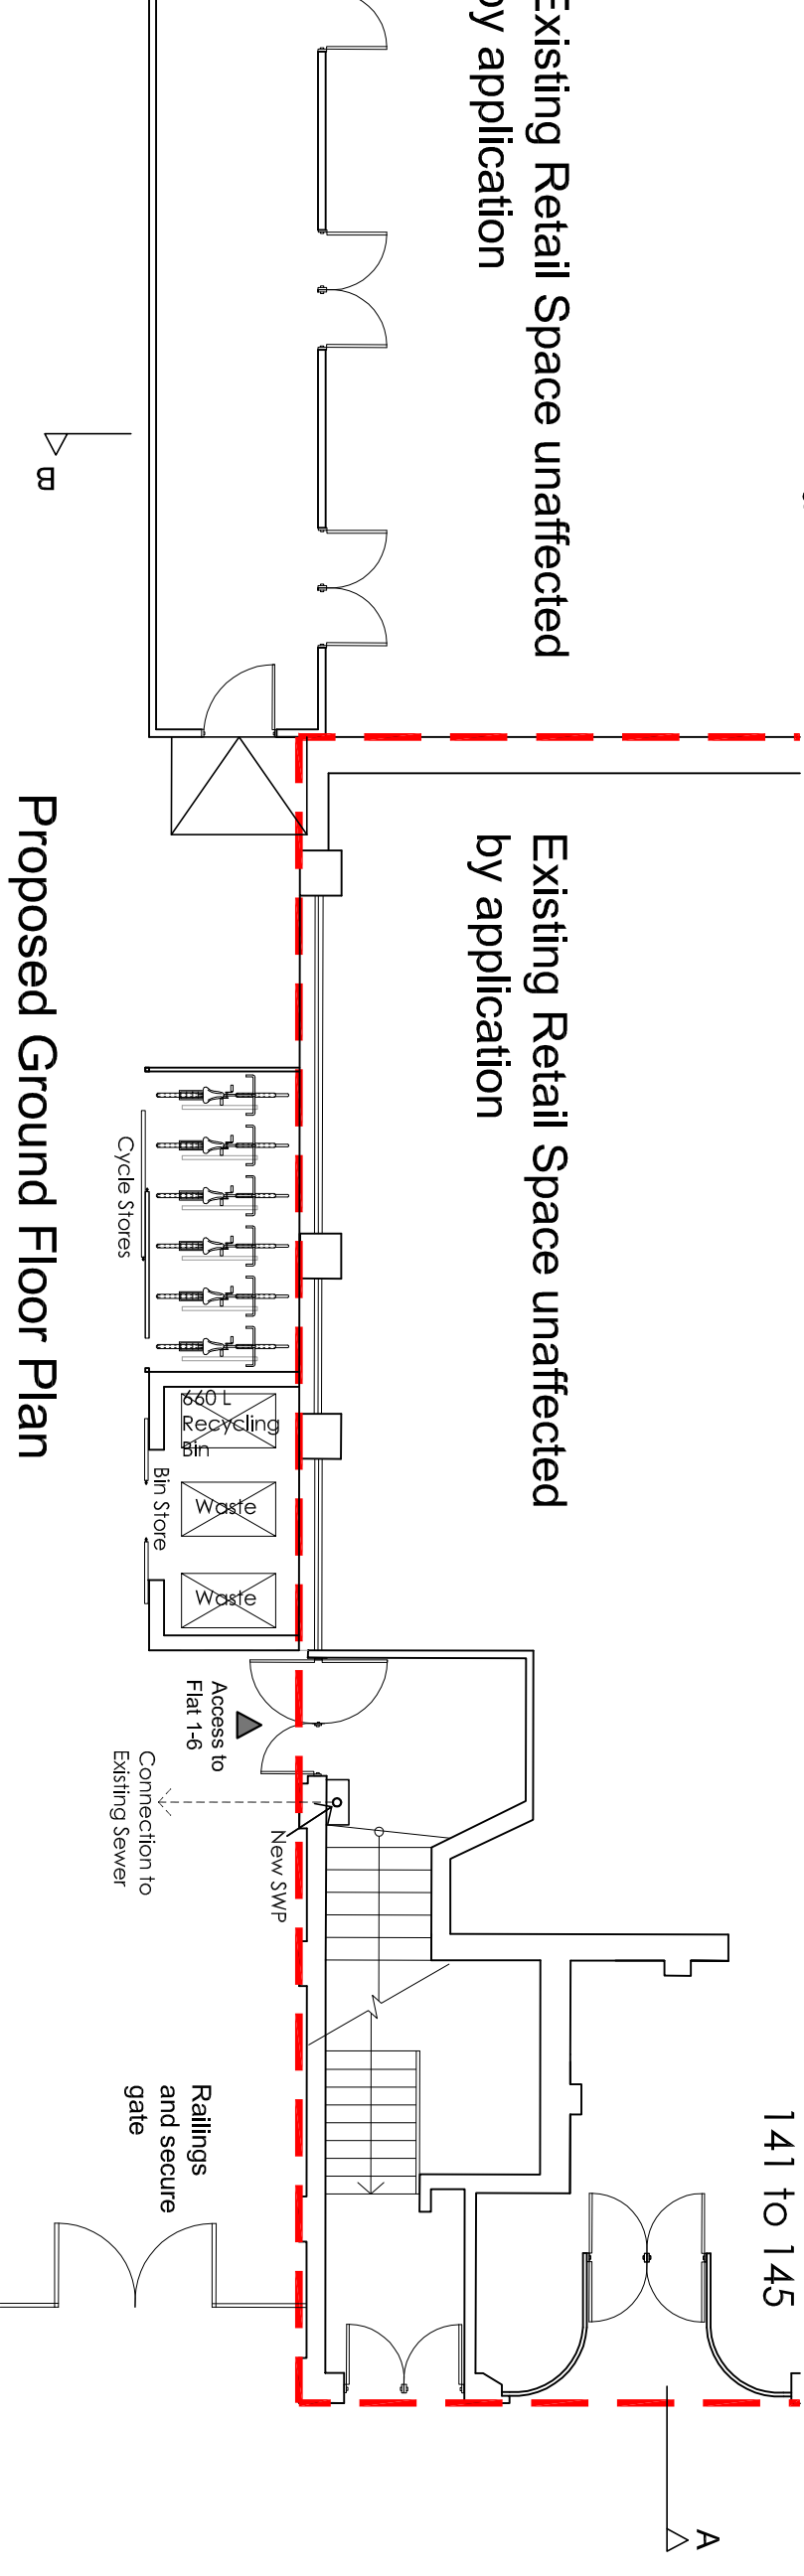 Existing Retail Space unaffected
by application
B
Existing Retail Space unaffected
by application
141 to 145
Cycle Stores
660 L
Recycling
Bin
Waste
Waste
Bin Store
Access to
Flat 1-6
New SWP
Connection to
Existing Sewer
Railings
and secure
gate
A
Proposed Ground Floor Plan